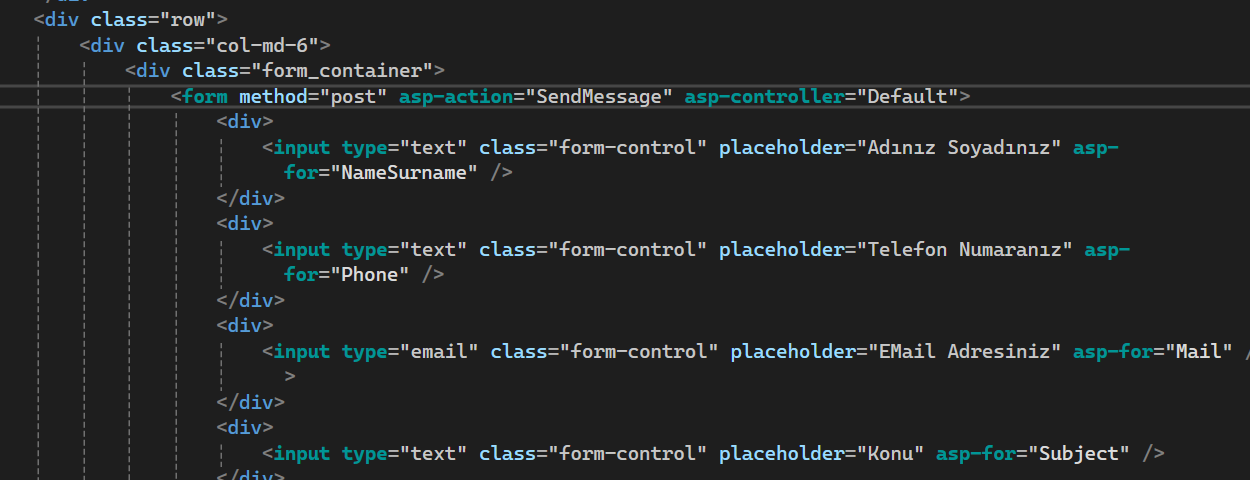 </div>
<div class="row">
<div class="col-md-6">
<div class="form_container">
<form method="post" asp-action="SendMessage" asp-controller="Default">
<div>
<input type="text" class="form-control" placeholder="Adınız Soyadınız" asp-
for="NameSurname" />
</div>
<div>
<input type="text" class="form-control" placeholder="Telefon Numaranız" asp-
for="Phone" />
</div>
<div>
<input type="email" class="form-control" placeholder="EMail Adresiniz" asp-for="Mail" /
>
</div>
<div>
<input type="text" class="form-control" placeholder="Konu" asp-for="Subject" />
</div>